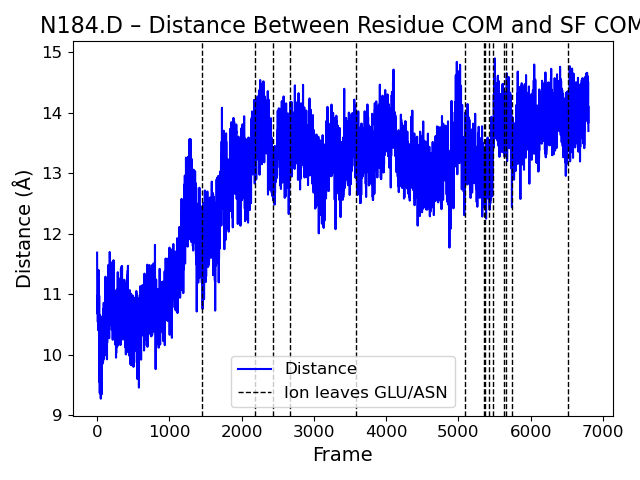 N184.D – Distance Between Residue COM and SF COM
15
14
13
12
11
10
9
Distance (Å)
Distance
Ion leaves GLU/ASN
0 1000 2000 3000 4000 5000 6000 7000
Frame